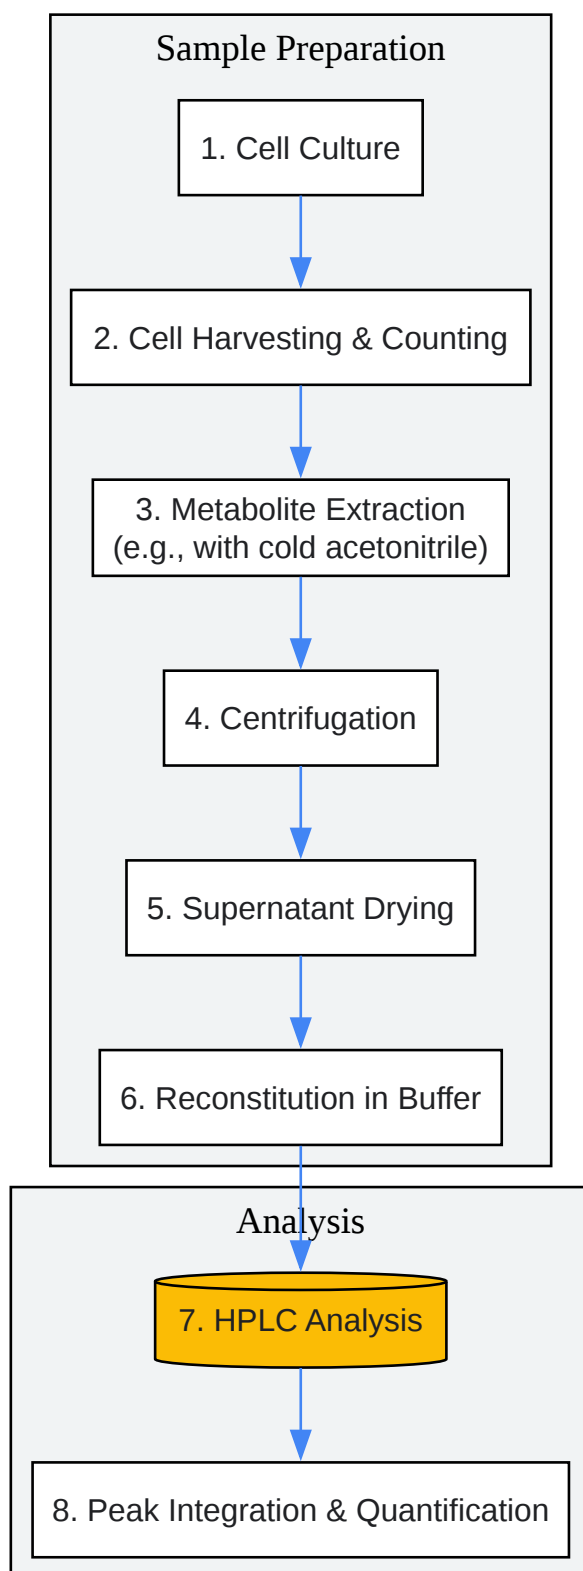 Sample Preparation
1. Cell Culture
2. Cell Harvesting & Counting
3. Metabolite Extraction
(e.g., with cold acetonitrile)
4. Centrifugation
5. Supernatant Drying
6. Reconstitution in Buffer
Analysis
7. HPLC Analysis
8. Peak Integration & Quantification